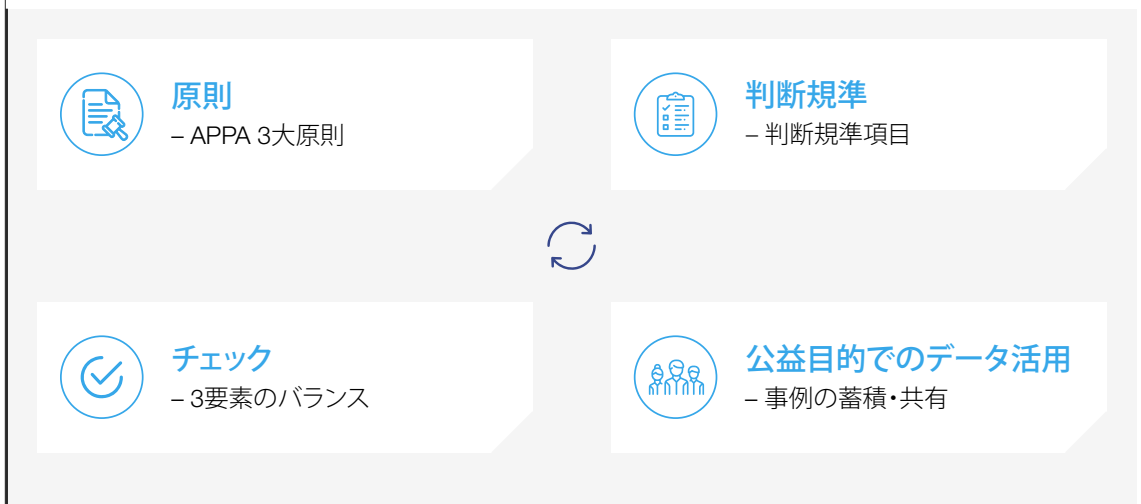 原則
– APPA 3大原則
判断規準
– 判断規準項目
チェック
– 3要素のバランス
公益目的でのデータ活用
– 事例の蓄積・共有